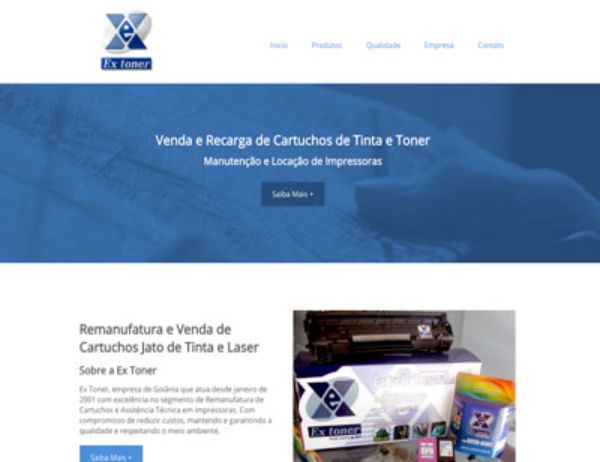 Ex toner
Inicio Produtos Qualidade Empresa Contato
Venda e Recarga de Cartuchos de Tinta e Toner
Manutenção e Locação de Impressoras
Saiba Mais +
Remanufatura e Venda de
Cartuchos Jato de Tinta e Laser
Sobre a Ex Toner
Ex Toner, empresa de Goiânia que atua desde janeiro de
2001 com excelência no segmento de Remanufatura de
Cartuchos e Assitência Técnica em impressoras. Com
compromisso de reduzir custos, mantendo e garantindo a
qualidade e respeitando o meio ambiente.
Saiba Mais +
Ex toner